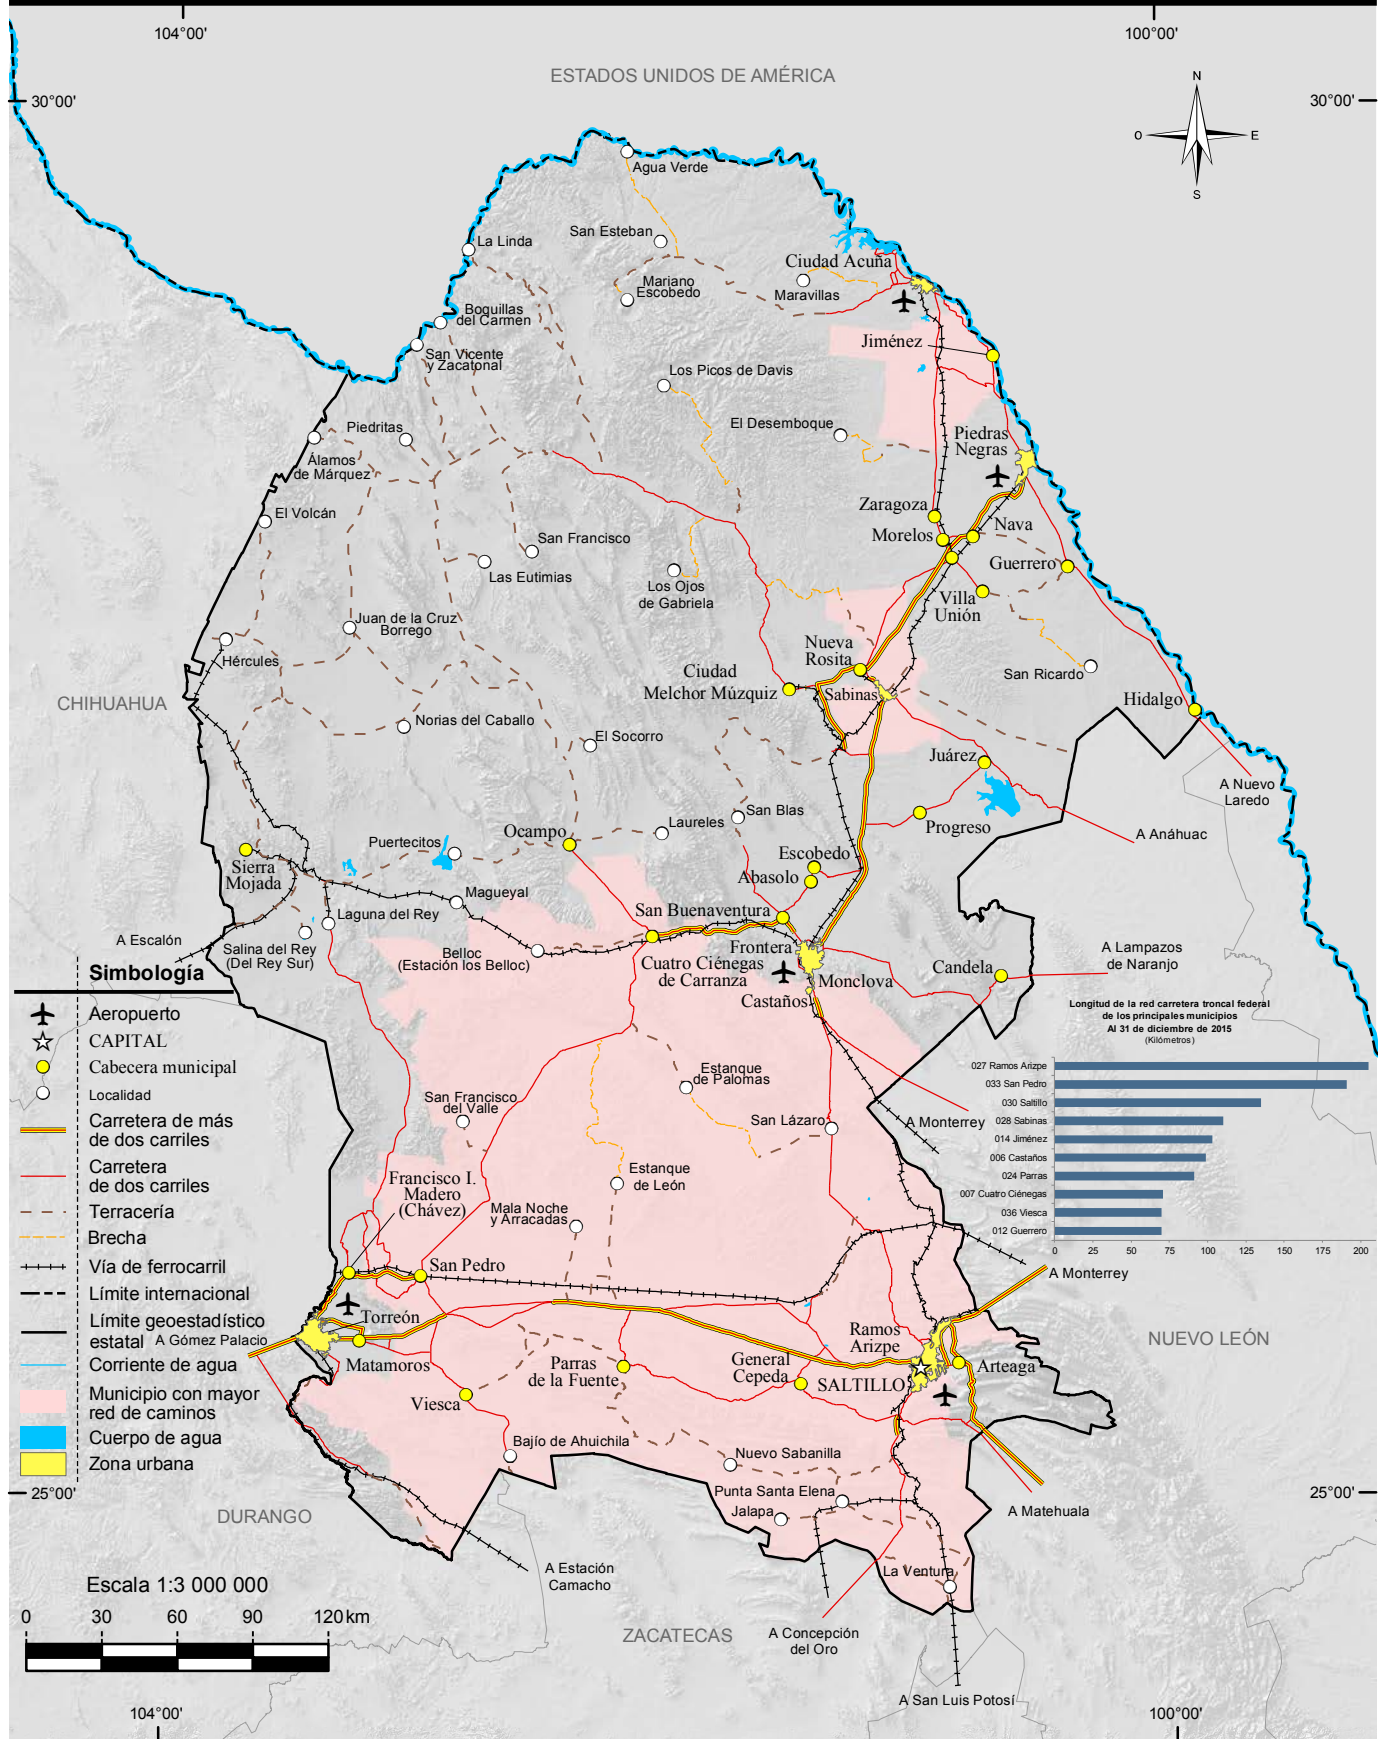 104°00'
100°00'
ESTADOS UNIDOS DE AMÉRICA
30°00'
30°00'
N
O
E
S
Agua Verde
San Esteban
La Linda
Ciudad Acuña
Mariano
Escobedo
Maravillas
Boquillas
del Carmen
Jiménez
San Vicente
y Zacatonal
Los Picos de Davis
El Desemboque
Piedritas
Piedras
Negras
Álamos
de Márquez
El Volcán
Zaragoza
Nava
Morelos
San Francisco
Las Eutimias
Guerrero
Los Ojos
de Gabriela
Villa
Unión
Juan de la Cruz
Borrego
Nueva
Rosita
Hércules
Ciudad
Melchor Múzquiz
Sabinas
San Ricardo
CHIHUAHUA
Hidalgo
Norias del Caballo
El Socorro
Juárez
A Nuevo
Laredo
San Blas
Laureles
Progreso
A Anáhuac
Ocampo
Puertecitos
Escobedo
Abasolo
Sierra
Mojada
Magueyal
San Buenaventura
Laguna del Rey
A Escalón
Salina del Rey
(Del Rey Sur)
Belloc
(Estación los Belloc)
Frontera
Cuatro Ciénegas
de Carranza
Monclova
Castaños
Candela
A Lampazos
de Naranjo
Simbología
Aeropuerto
CAPITAL
Cabecera municipal
Localidad
Carretera de más
de dos carriles
Carretera
de dos carriles
Terracería
Brecha
Vía de ferrocarril
Límite internacional
Límite geoestadístico
estatal
Corriente de agua
Municipio con mayor
red de caminos
Cuerpo de agua
Zona urbana
Longitud de la red carretera troncal federal
de los principales municipios
Al 31 de diciembre de 2015
(Kilómetros)
027 Ramos Arizpe
033 San Pedro
030 Saltillo
028 Sabinas
014 Jiménez
006 Castaños
024 Parras
007 Cuatro Ciénegas
036 Viesca
012 Guerrero
0 25 50 75 100 125 150 175 200
Estanque
de Palomas
San Francisco
del Valle
San Lázaro
A Monterrey
Francisco I.
Madero
(Chávez)
Estanque
de León
Mala Noche
y Arracadas
San Pedro
A Monterrey
Torreón
A Gómez Palacio
Matamoros
Ramos
Arizpe
NUEVO LEÓN
Parras
de la Fuente
General
Cepeda
SALTILLO
Arteaga
Viesca
Bajío de Ahuichila
Nuevo Sabanilla
Punta Santa Elena
Jalapa
25°00'
25°00'
A Matehuala
DURANGO
A Estación
Camacho
La Ventura
Escala 1:3 000 000
0 30 60 90 120 km
ZACATECAS
A Concepción
del Oro
A San Luis Potosí
104°00'
100°00'